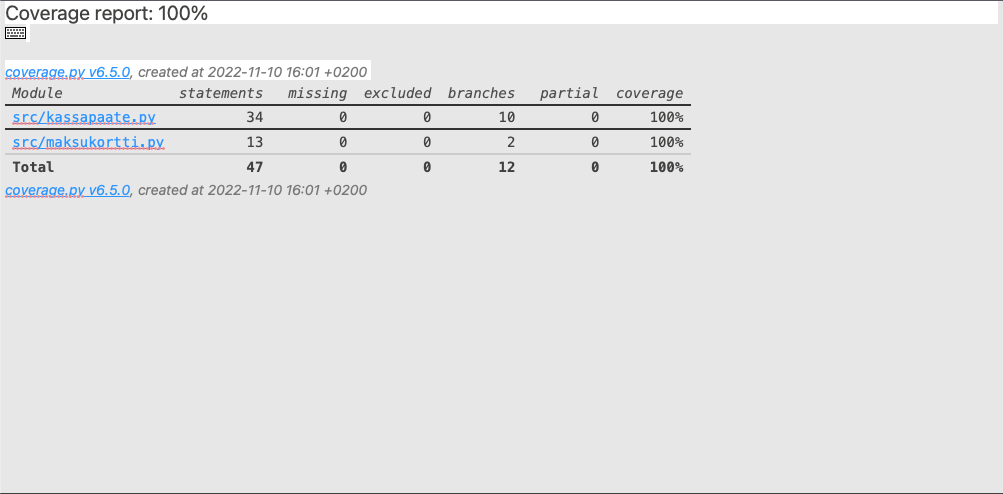 Coverage report: 100%
coverage.py v6.5.0, created at 2022-11-10 16:01 +0200
Module statements missing excluded branches partial coverage
src/kassapaate.py 34 0 0 10 0 100%
src/maksukortti.py 13 0 0 2 0 100%
Total 47 0 0 12 0 100%
coverage.py v6.5.0, created at 2022-11-10 16:01 +0200